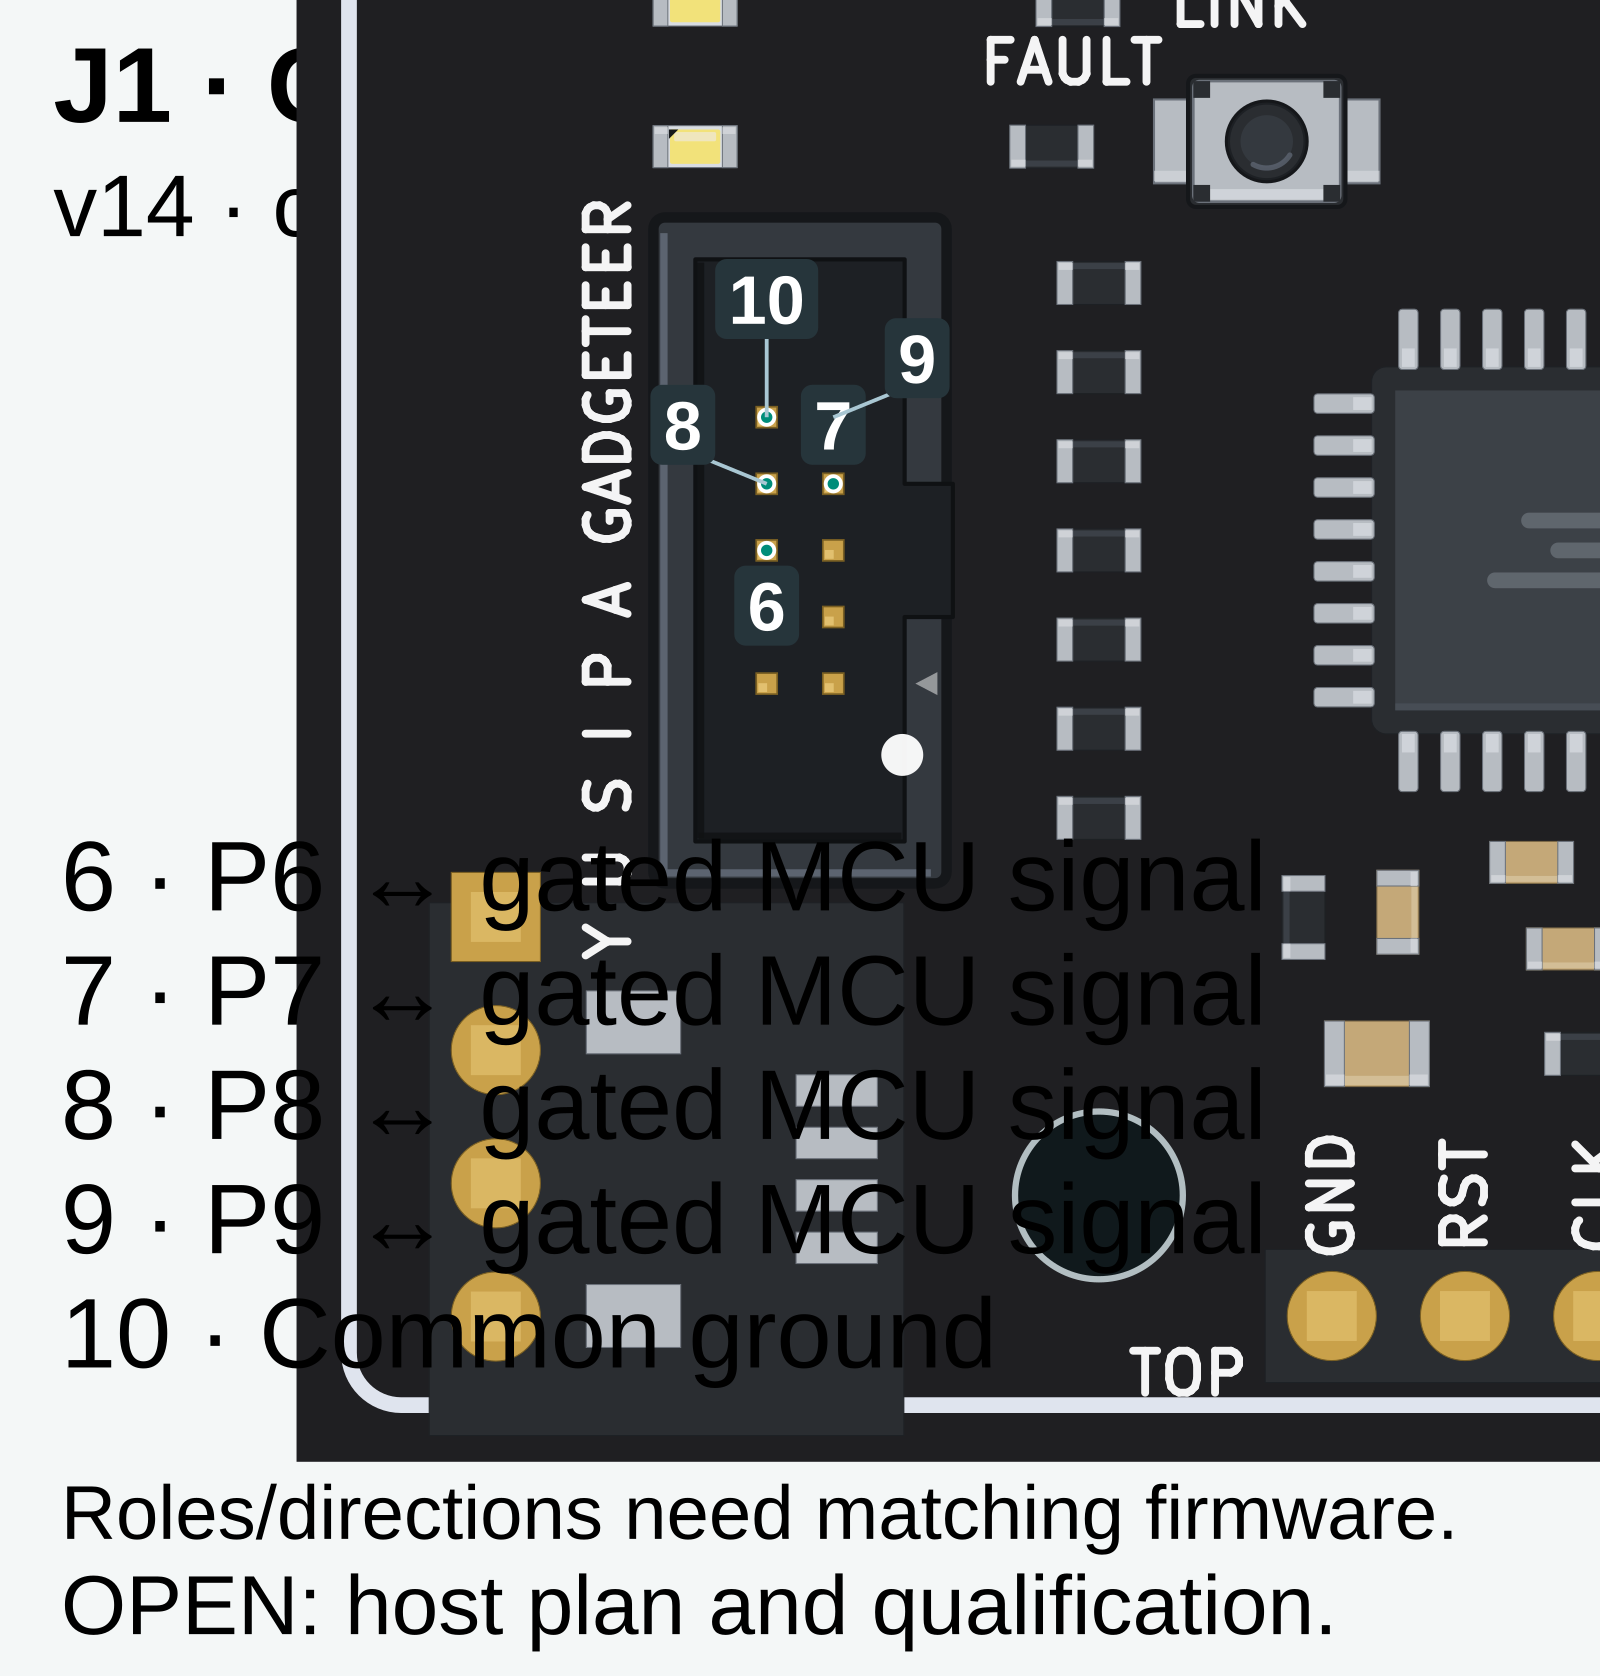 LINK
FAULT
J1 ·
v14 ·
YUSIPA GADGETEER
10
9
8
7
6
6 · P6 ↔ gated MCU signal
7 · P7 ↔ gated MCU signal
8 · P8 ↔ gated MCU signal
9 · P9 ↔ gated MCU signal
10 · Common ground
GND
RST
CLK
TOP
Roles/directions need matching firmware.
OPEN: host plan and qualification.